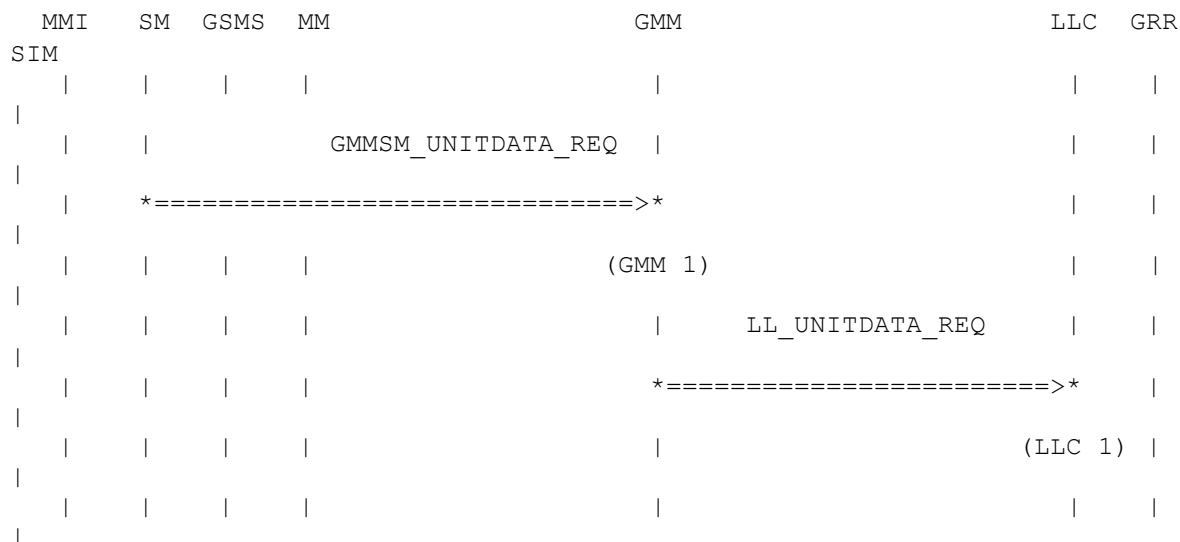 MMI SM GSMS MM GMM LLC GRR
SIM
| | | | | | |
|
| | GMMSM_UNITDATA_REQ | | |
|
| *==============================>* | |
|
| | | | (GMM 1) | |
|
| | | | | LL_UNITDATA_REQ | |
|
| | | | *========================>* |
|
| | | | | (LLC 1) |
|
| | | | | | |
|